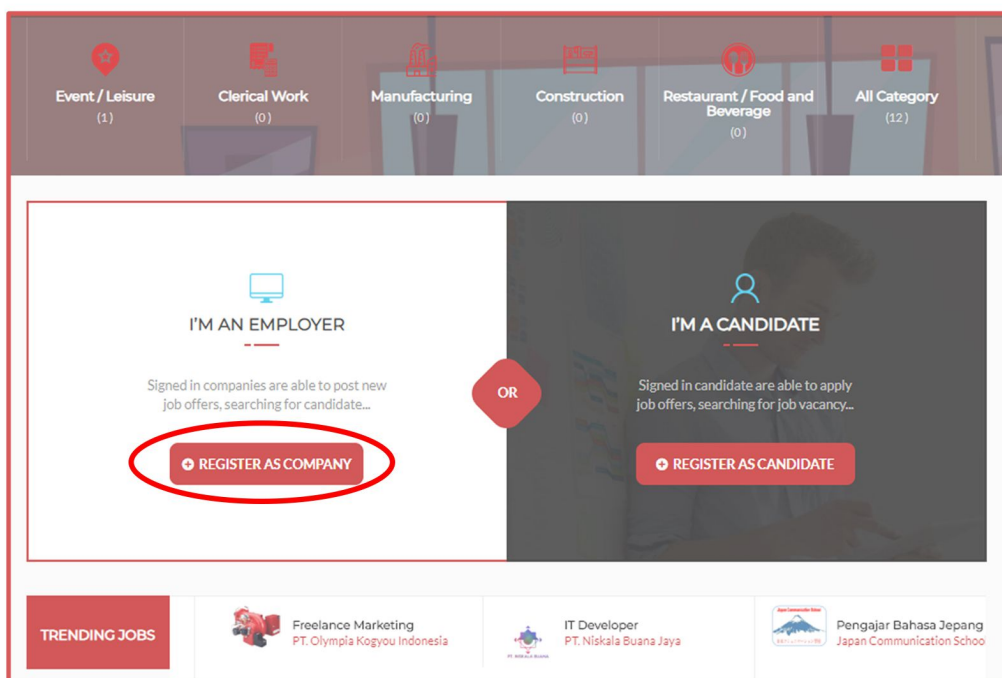 Event / Leisure
(1)
Clerical Work
(0)
Manufacturing
(0)
Construction
(0)
Restaurant / Food and
Beverage
(0)
All Category
(12)
I'M AN EMPLOYER
Signed in companies are able to post new
job offers, searching for candidate...
REGISTER AS COMPANY
OR
I'M A CANDIDATE
Signed in candidate are able to apply
job offers, searching for job vacancy...
REGISTER AS CANDIDATE
TRENDING JOBS
Freelance Marketing
PT. Olympia Kogyou Indonesia
IT Developer
PT. Niskala Buana Jaya
Pengajar Bahasa Jepang
Japan Communication Schoo